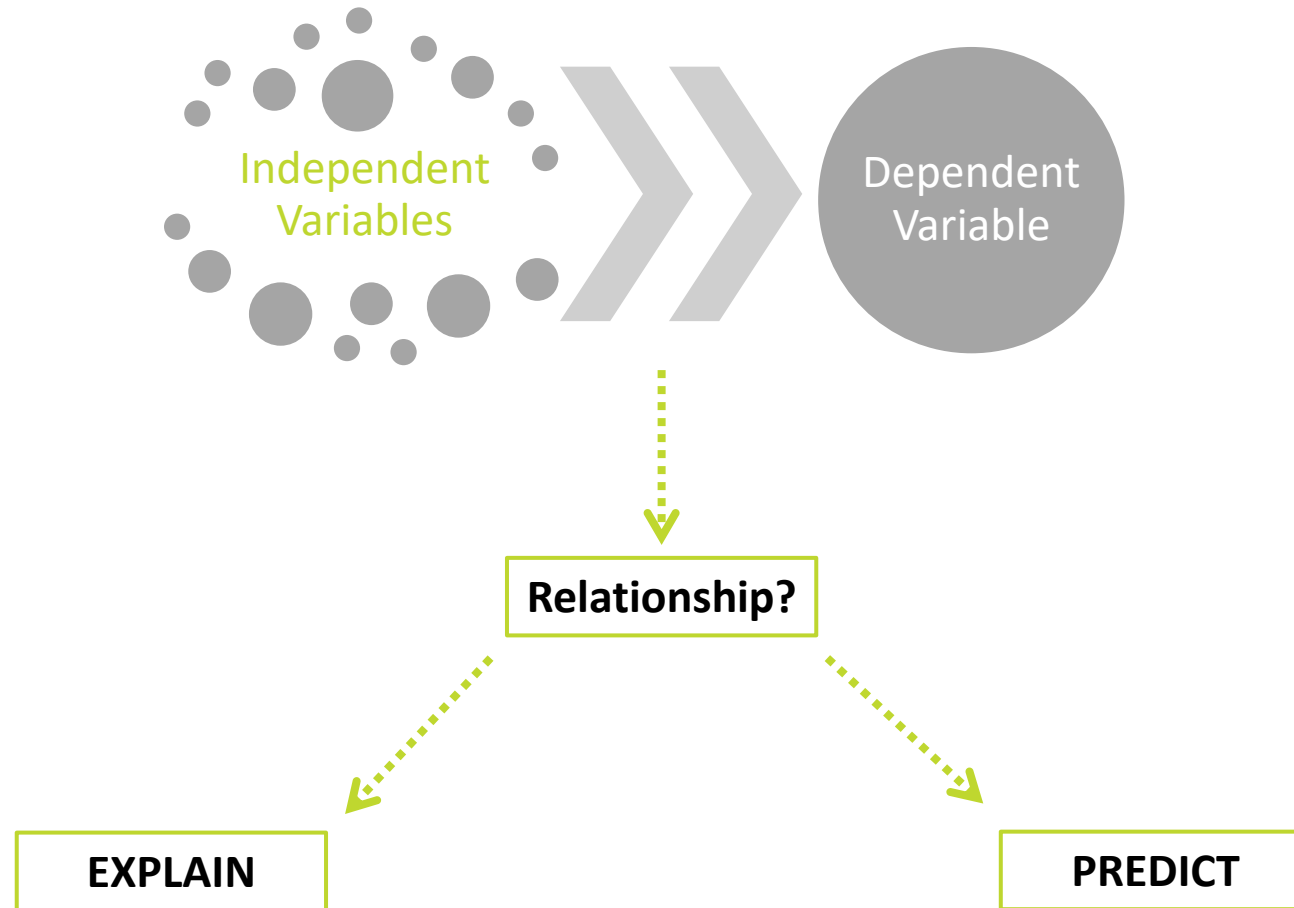 Independent
Variables
Dependent
Variable
Relationship?
EXPLAIN
PREDICT